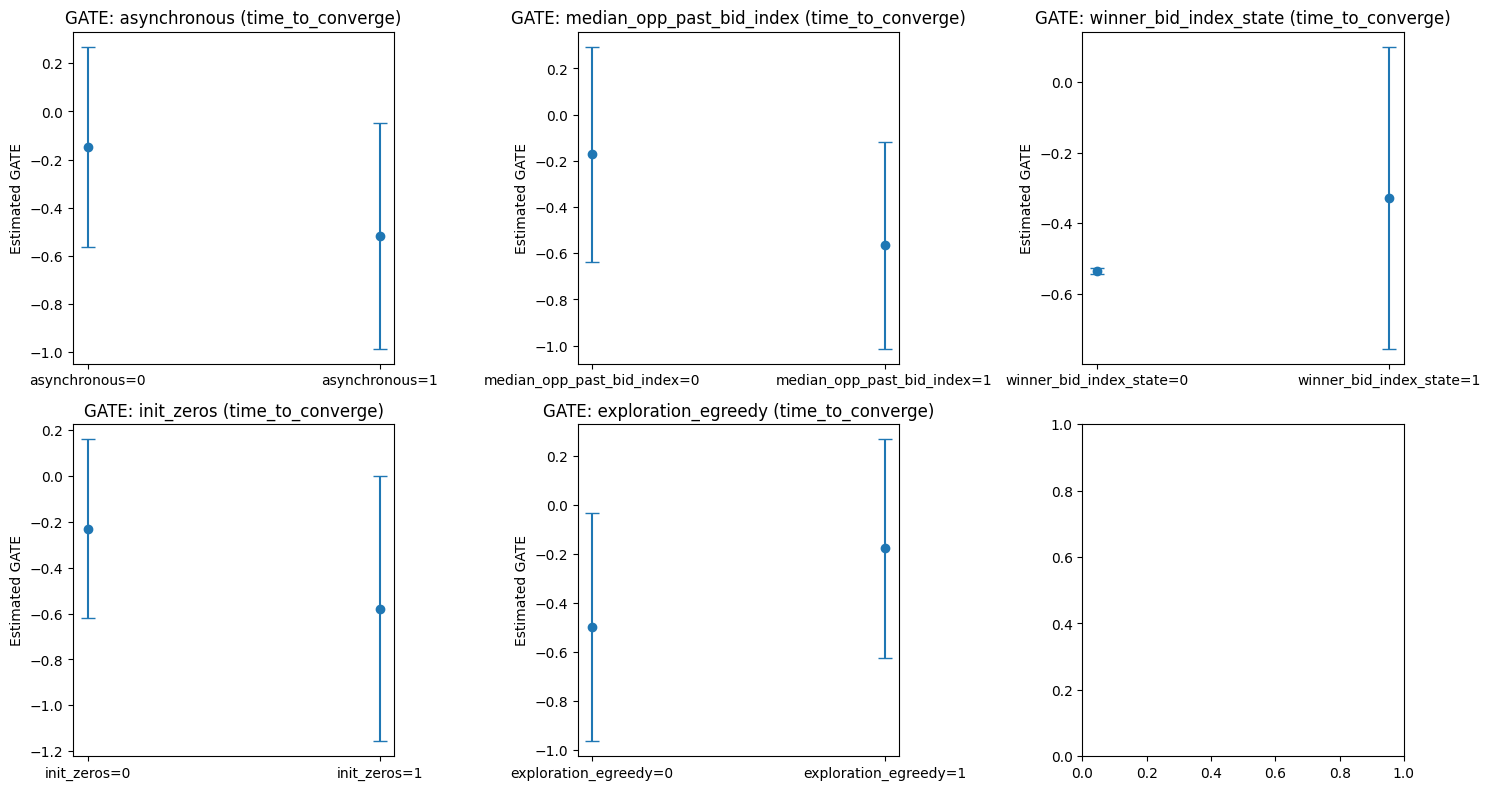 GATE: asynchronous (time_to_converge)
Estimated GATE
0.2
0.0
−0.2
−0.4
−0.6
−0.8
−1.0
asynchronous=0
asynchronous=1
GATE: median_opp_past_bid_index (time_to_converge)
Estimated GATE
0.2
0.0
−0.2
−0.4
−0.6
−0.8
−1.0
median_opp_past_bid_index=0
median_opp_past_bid_index=1
GATE: winner_bid_index_state (time_to_converge)
Estimated GATE
0.0
−0.2
−0.4
−0.6
winner_bid_index_state=0
winner_bid_index_state=1
GATE: init_zeros (time_to_converge)
Estimated GATE
0.2
0.0
−0.2
−0.4
−0.6
−0.8
−1.0
−1.2
init_zeros=0
init_zeros=1
GATE: exploration_egreedy (time_to_converge)
Estimated GATE
0.2
0.0
−0.2
−0.4
−0.6
−0.8
−1.0
exploration_egreedy=0
exploration_egreedy=1
1.0
0.8
0.6
0.4
0.2
0.0
0.0
0.2
0.4
0.6
0.8
1.0